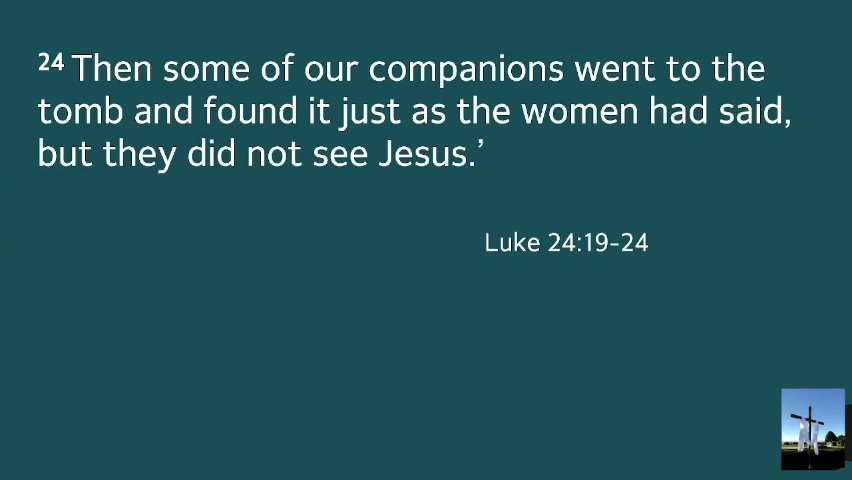 24 Then some of our companions went to the
tomb and found it just as the women had said,
but they did not see Jesus.’
Luke 24:19-24